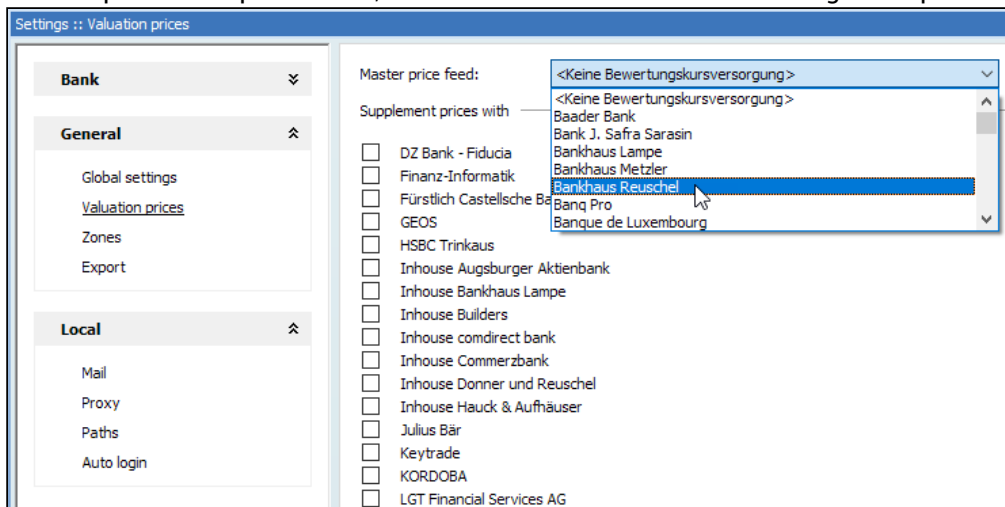 Settings :: Valuation prices
Bank
General
Global settings
Valuation prices
Zones
Export
Local
Mail
Proxy
Paths
Auto login
Master price feed:
<Keine Bewertungskursversorgung>
<Keine Bewertungskursversorgung>
Baader Bank
Bank J. Safra Sarasin
Bankhaus Lampe
Bankhaus Metzler
Bankhaus Reuschel
Banq Pro
Banque de Luxembourg
Supplement prices with
DZ Bank - Fiducia
Finanz-Informatik
Fürstlich Castellsche Ba
GEOS
HSBC Trinkaus
Inhouse Augsburger Aktienbank
Inhouse Bankhaus Lampe
Inhouse Builders
Inhouse comdirect bank
Inhouse Commerzbank
Inhouse Donner und Reuschel
Inhouse Hauck & Aufhäuser
Julius Bär
Keytrade
KORDOBA
LGT Financial Services AG